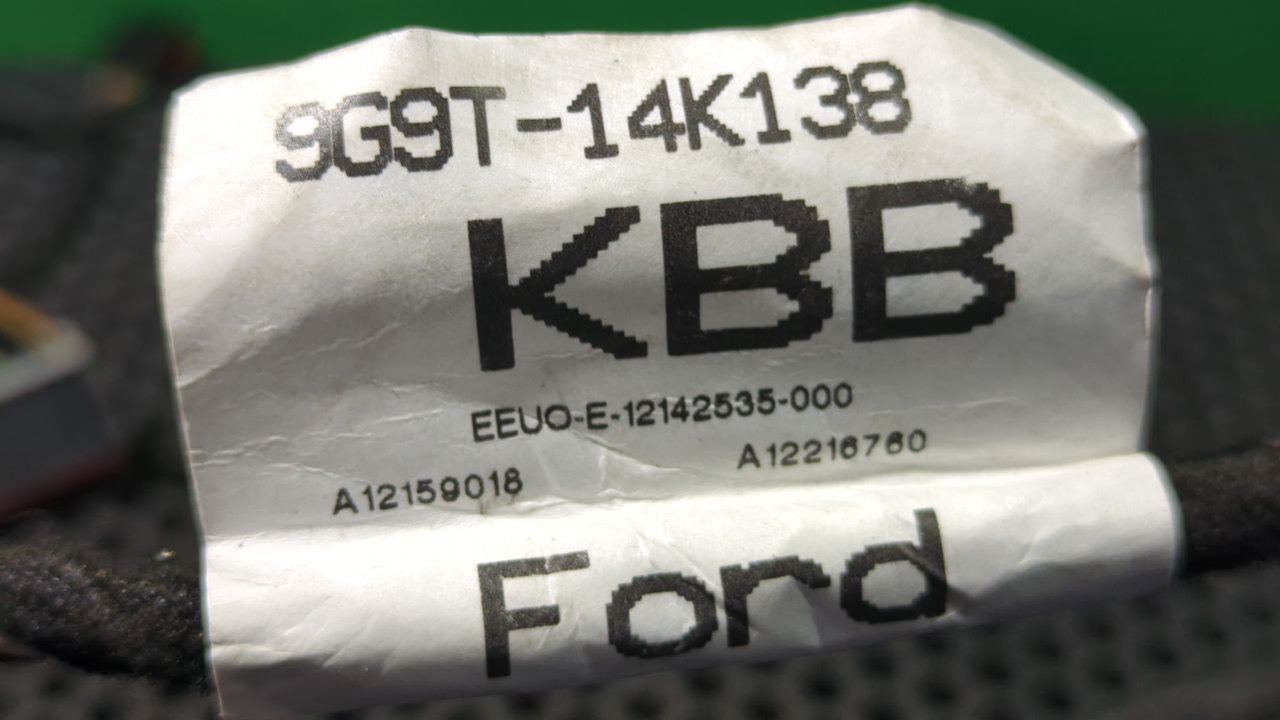 9G9T-14K138
KBB
EEUO-E-12142535-000
A12216760
A12159018
Ford